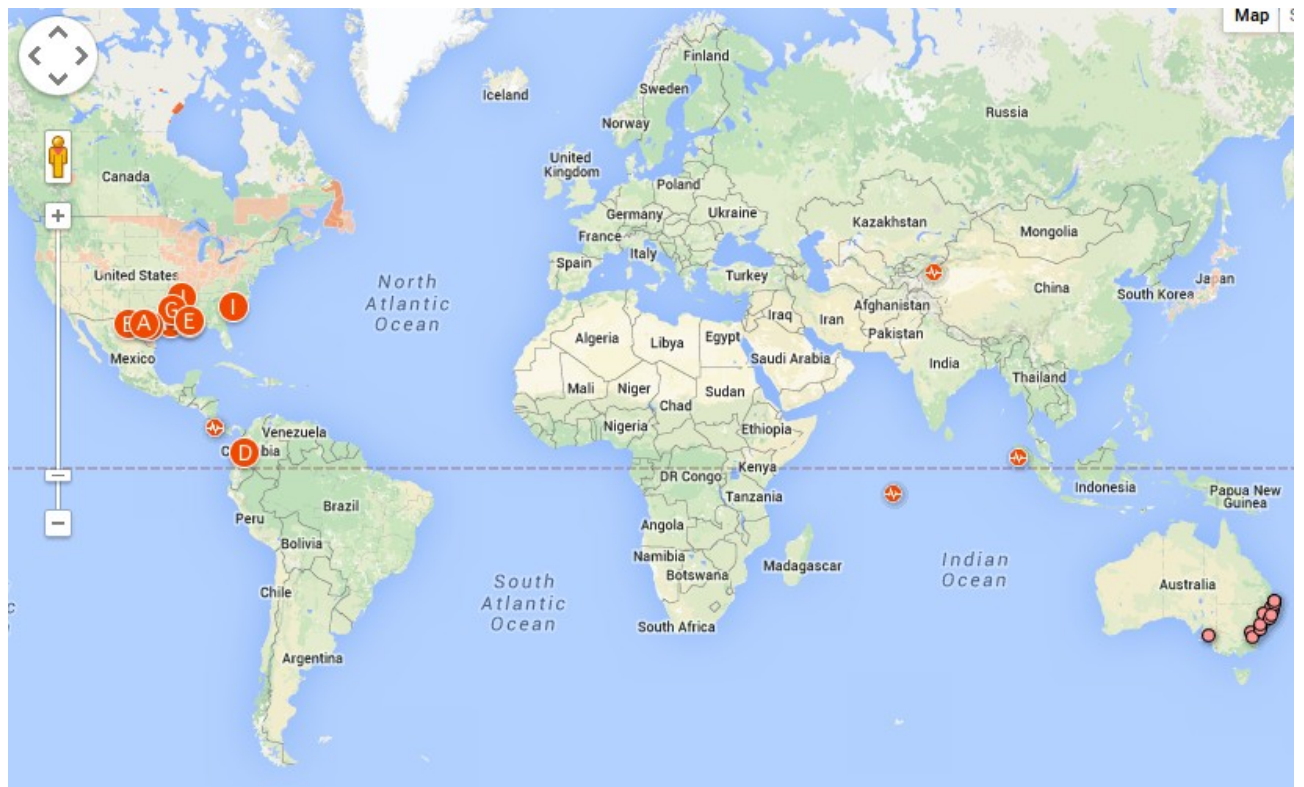 Map
S
Finland
Iceland
Sweden
Russia
Norway
United
Kingdom
Canada
Poland
Germany
Ukraine
Kazakhstan
Mongolia
France
Italy
Spain
United States
North
Atlantic
Ocean
Turkey
China
South Korea
Japan
Afghanistan
I
G
E
A
E
Iraq
Iran
Pakistan
Algeria
Libya
Egypt
Mexico
Saudi Arabia
India
Mali
Niger
Sudan
Thailand
Chad
Venezuela
Nigeria
Ethiopia
D
DR Congo
Kenya
Indonesia
Papua New
Guinea
Tanzania
Brazil
Peru
Angola
Bolivia
Namibia
Botswana
Madagascar
Indian
Ocean
Australia
Chile
South
Atlantic
Ocean
South Africa
Argentina